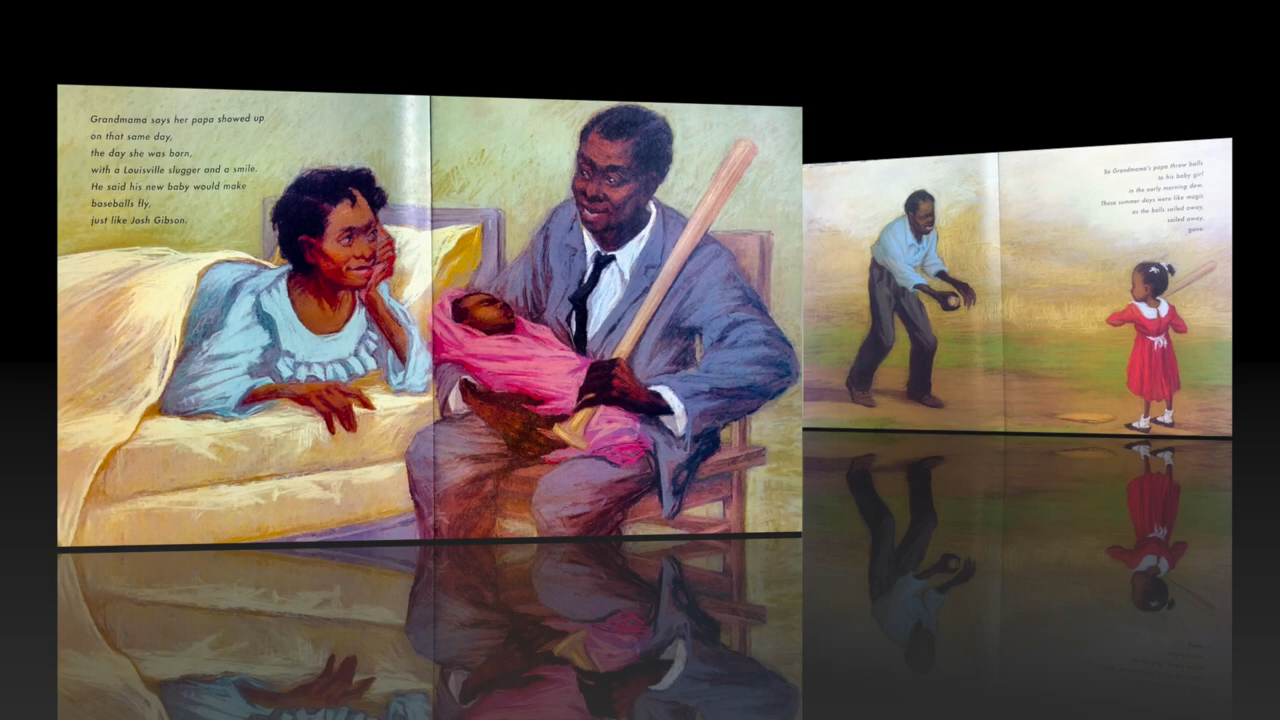 Grandmama says her papa showed up
on that same day,
the day she was born,
with a Louisville slugger and a smile.
He said his new baby would make
baseballs fly,
just like Josh Gibson.
So Grandmama's papa threw balls
to his baby girl
in the early morning dew.
Those summer days were like magic
as the balls sailed away,
sailed away,
gone.